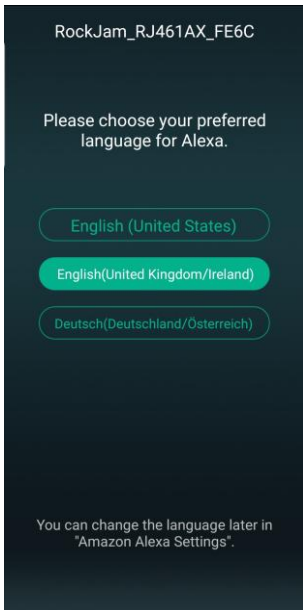 RockJam_RJ461AX_FE6C
Please choose your preferred
language for Alexa.
English (United States)
English(United Kingdom/Ireland)
Deutsch(Deutschland/Österreich)
You can change the language later in
"Amazon Alexa Settings".